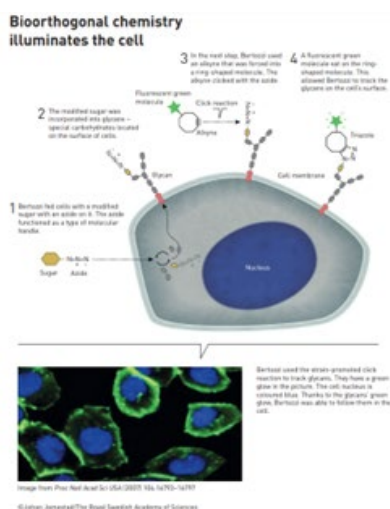 Bioorthogonal chemistry
illuminates the cell
3 In the next step, Bertozzi used
an alkyne that was forced into
a ring-shaped molecule. The
alkyne clicked with the azide.
4 A fluorescent green
molecule sat on the ring-
shaped molecule. This
allowed Bertozzi to track the
glycans on the cell's surface.
Fluorescent green
molecule
Click reaction
Alkyne
2 The modified sugar was
incorporated into glycans –
special carbohydrates located
on the surface of cells.
Triazole
Glycan
Cell membrane
1 Bertozzi fed cells with a modified
sugar with an azide on it. The azide
functioned as a type of molecular
handle.
Nucleus
Sugar
Azide
Bertozzi used the strain-promoted click
reaction to track glycans. They have a green
glow in the picture. The cell nucleus is
coloured blue. Thanks to the glycans' green
glow, Bertozzi was able to follow them in the
cell.
Image from Proc Natl Acad Sci USA (2007) 104:16793–16797
©Johan Jarnestad/The Royal Swedish Academy of Sciences